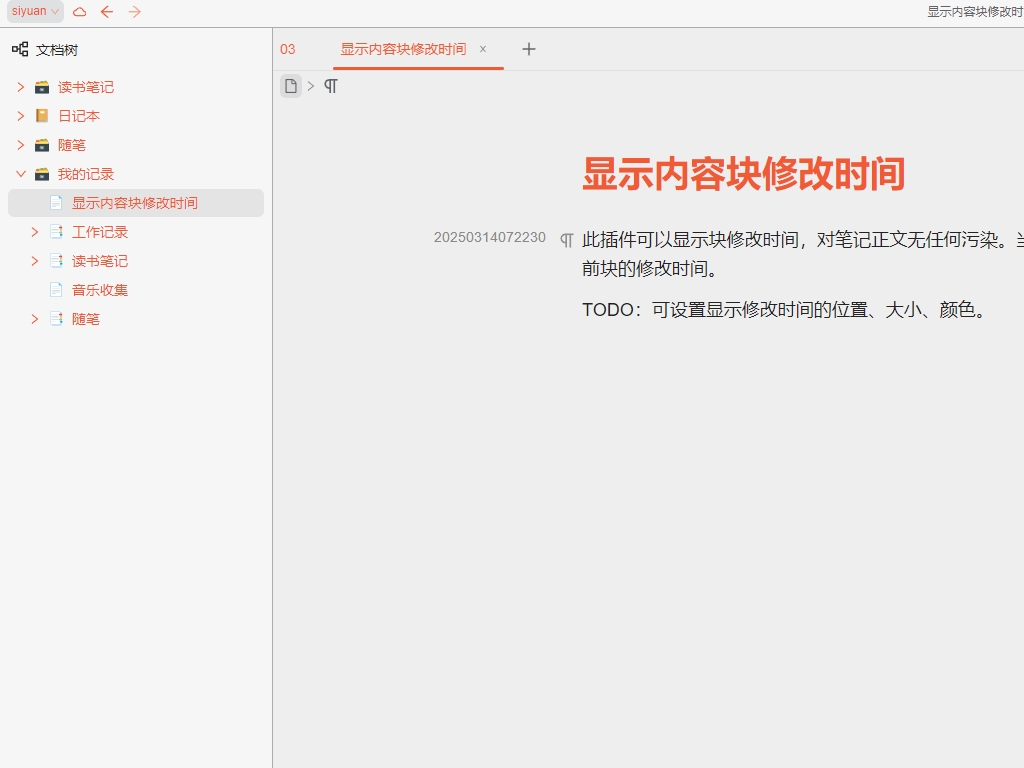 siyuan
显示内容块修改时
文档树
读书笔记
日记本
随笔
我的记录
显示内容块修改时间
工作记录
读书笔记
音乐收集
随笔
03
显示内容块修改时间
显示内容块修改时间
20250314072230
此插件可以显示块修改时间，对笔记正文无任何污染。当
前块的修改时间。
TODO：可设置显示修改时间的位置、大小、颜色。